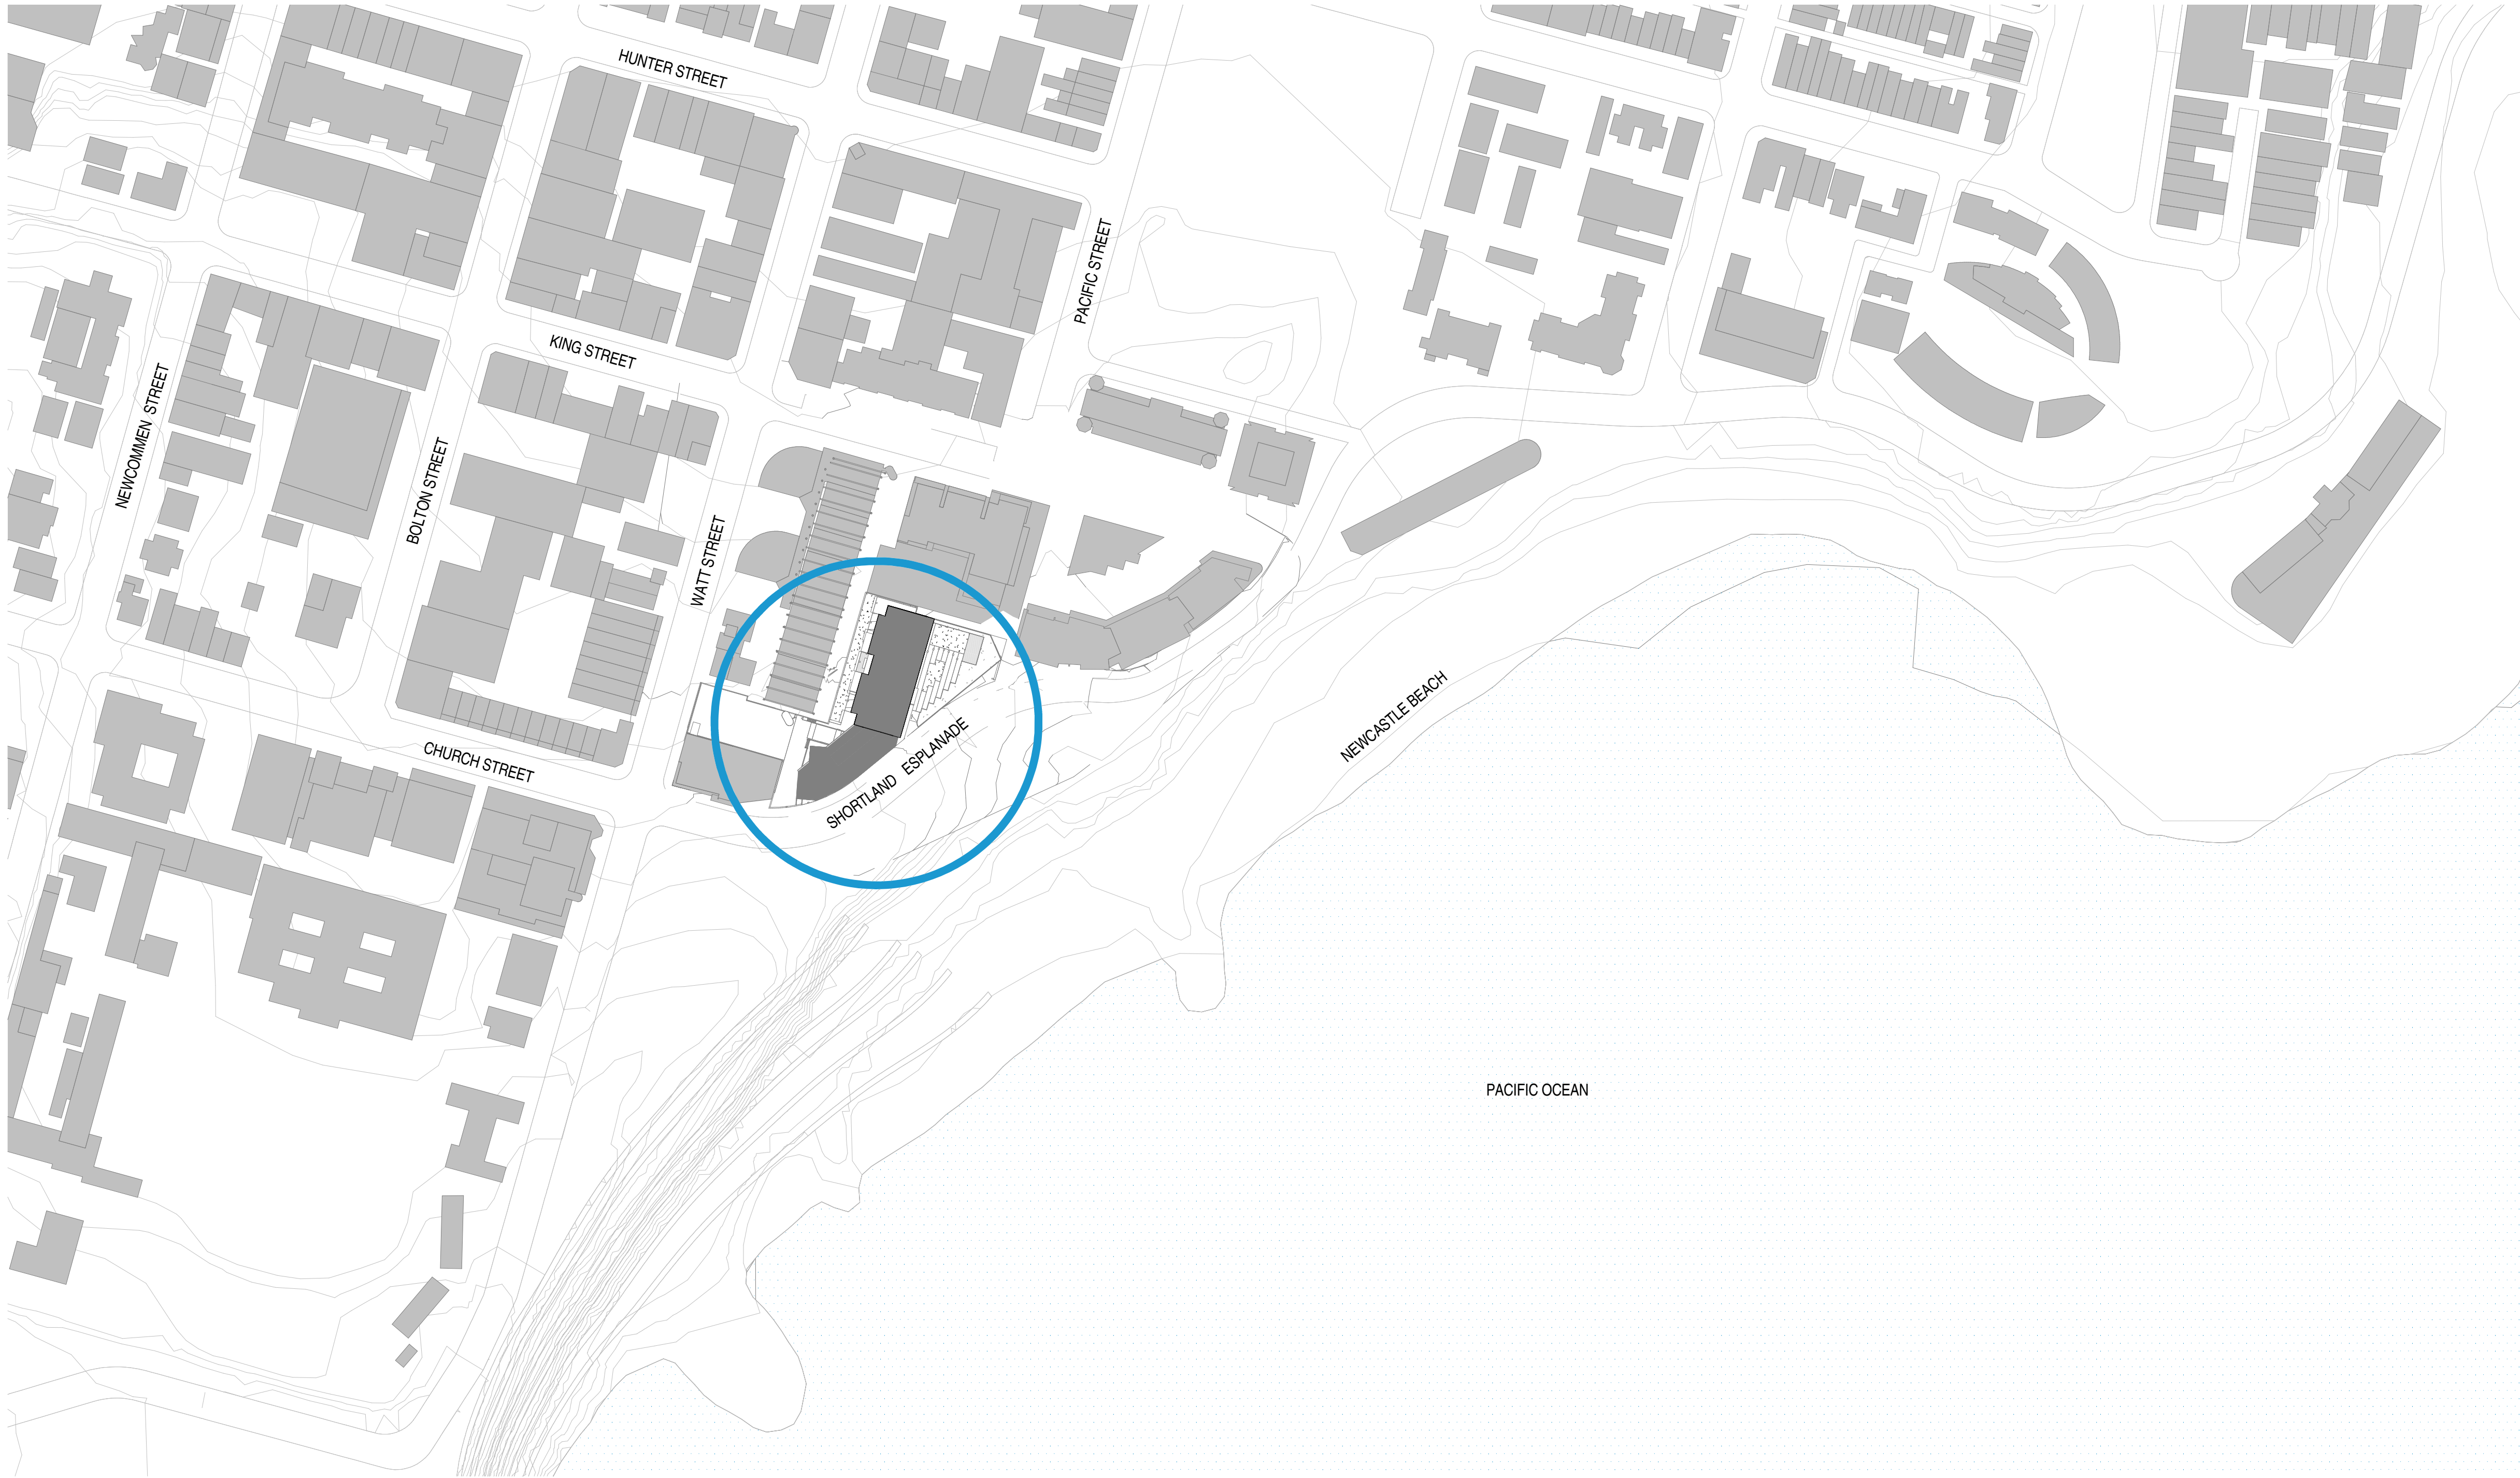 HUNTER STREET
PACIFIC STREET
KING STREET
NEWCOMMEN STREET
BOLTON STREET
WATT STREET
NEWCASTLE BEACH
CHURCH STREET
SHORTLAND ESPLANADE
PACIFIC OCEAN